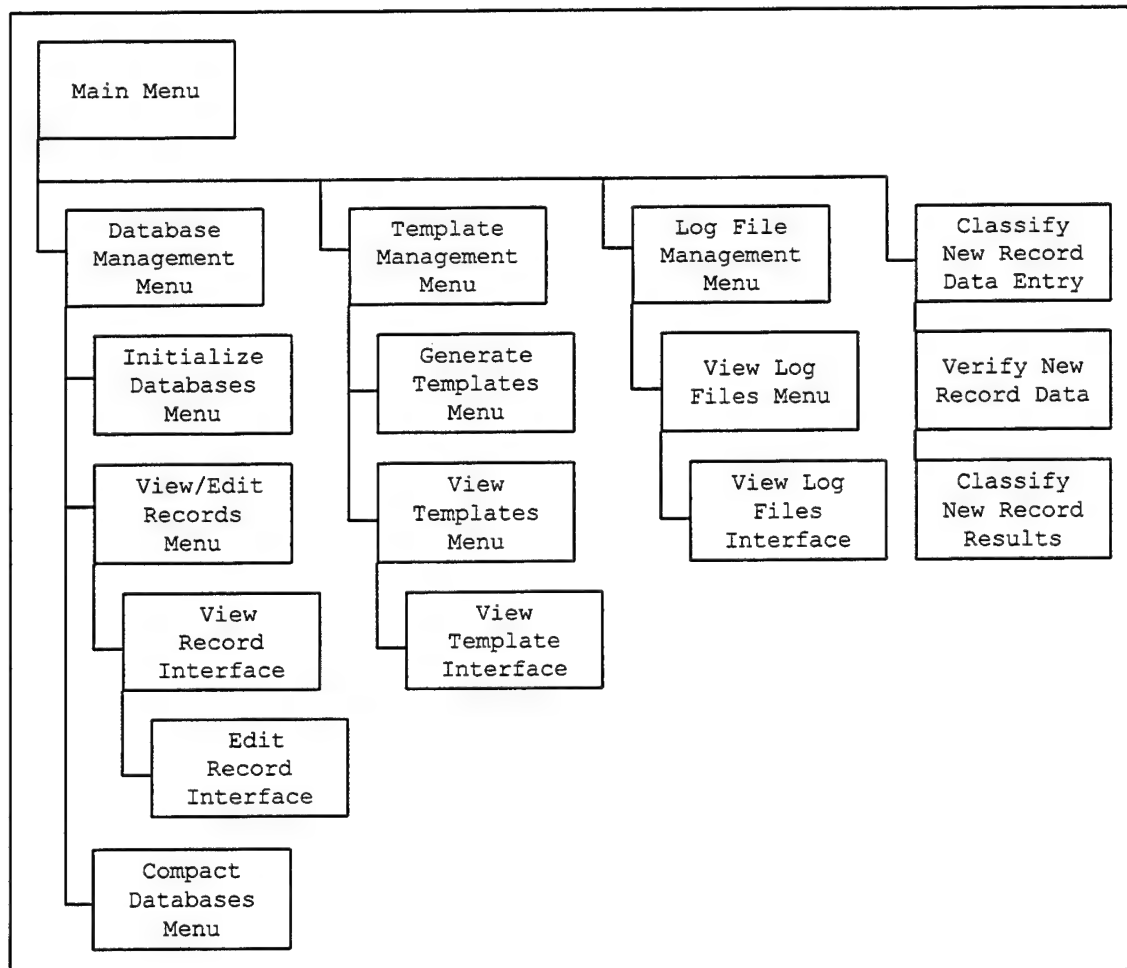 Main Menu
Database
Management
Menu
Initialize
Databases
Menu
View/Edit
Records
Menu
View
Record
Interface
Edit
Record
Interface
Compact
Databases
Menu
Template
Management
Menu
Generate
Templates
Menu
View
Templates
Menu
View
Template
Interface
Log File
Management
Menu
View Log
Files Menu
View Log
Files
Interface
Classify
New Record
Data Entry
Verify New
Record Data
Classify
New Record
Results